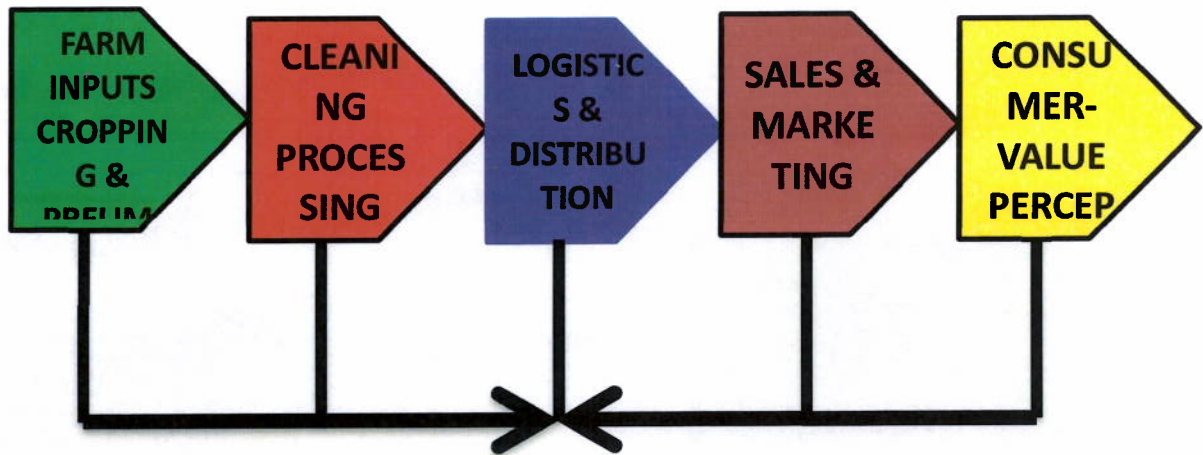 FARM
INPUTS
CROPPIN
G &
CLEANI
NG
PROCES
SING
LOGISTIC
S &
DISTRIBU
TION
SALES &
MARKE
TING
CONSU
MER-
VALUE
PERCEP